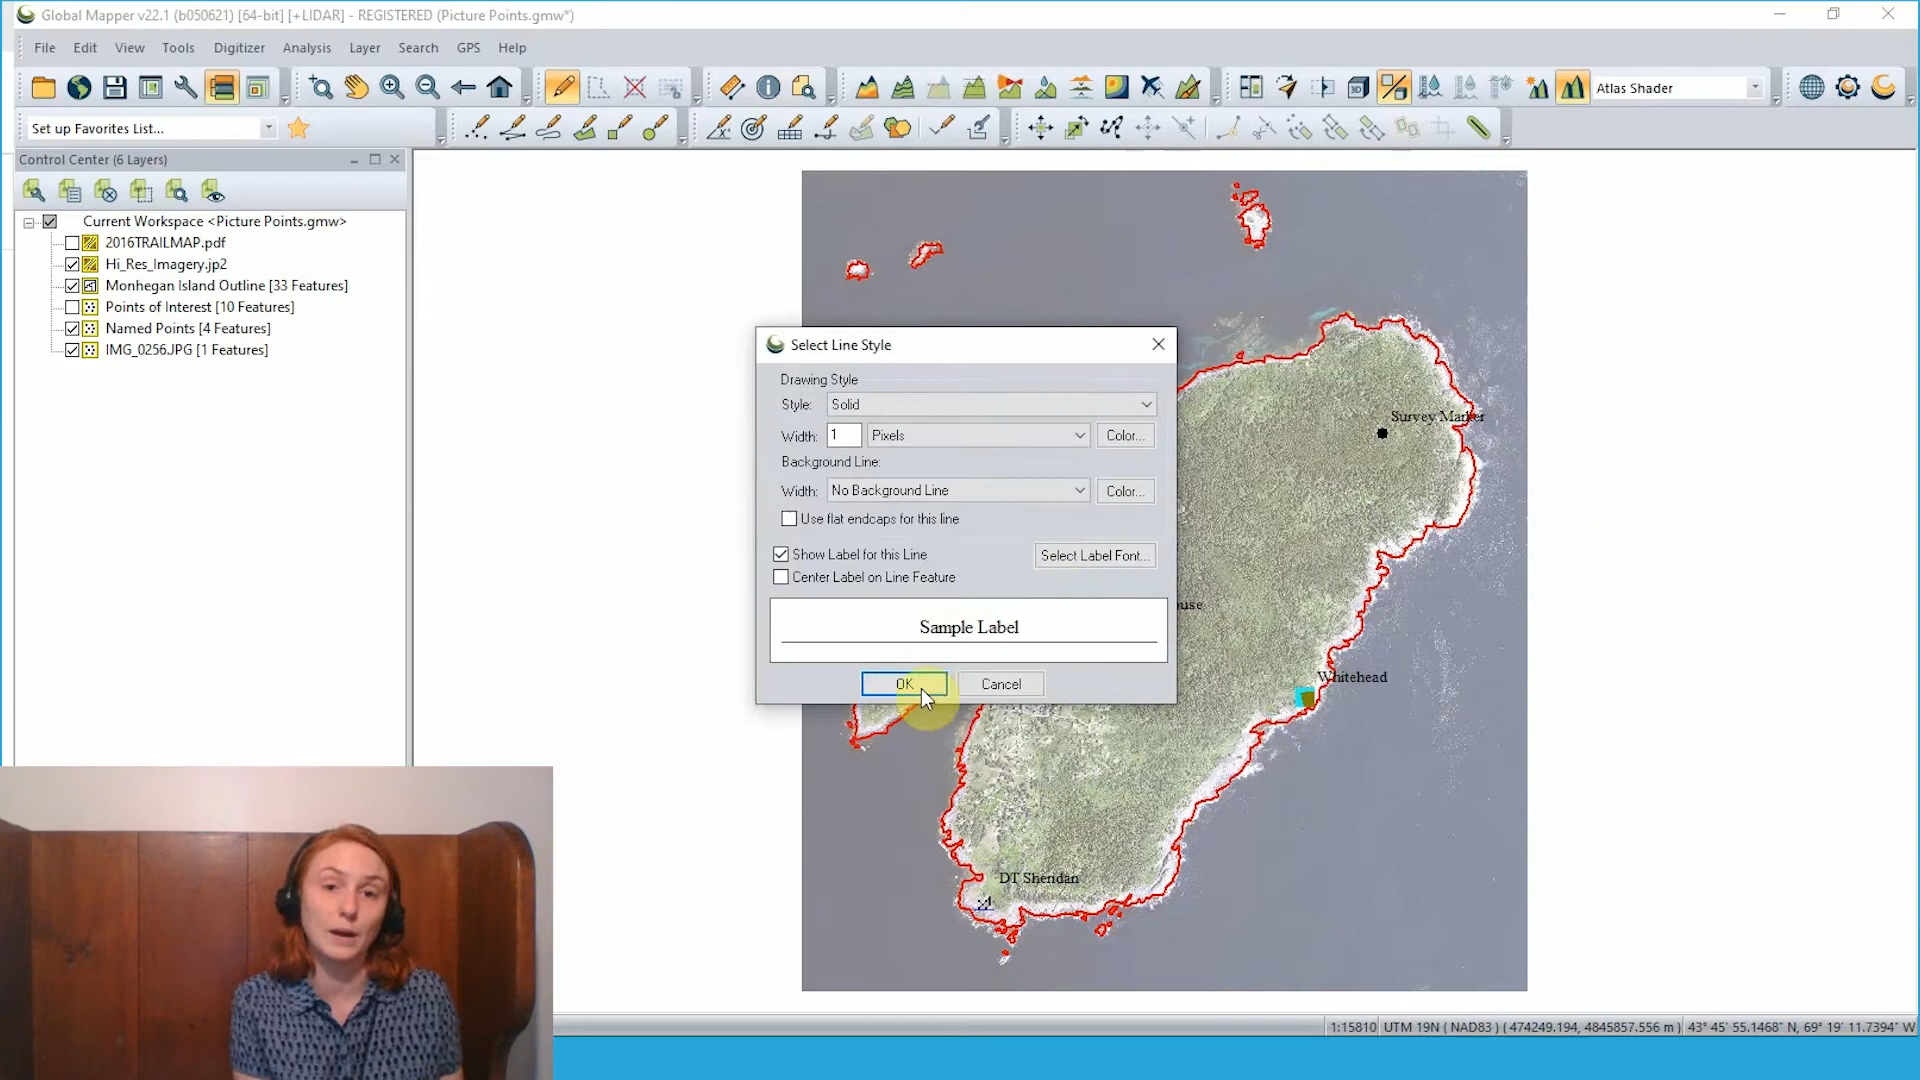 Global Mapper v22.1 (b050621) [64-bit] [+LIDAR] - REGISTERED (Picture Points.gmw*)
File Edit View Tools Digitizer Analysis Layer Search GPS Help
Atlas Shader
Set up Favorites List...
Control Center (6 Layers)
Current Workspace <Picture Points.gmw>
2016TRAILMAP.pdf
Hi_Res_Imagery.jp2
Monhegan Island Outline [33 Features]
Points of Interest [10 Features]
Named Points [4 Features]
IMG_0256.JPG [1 Features]
Select Line Style
Drawing Style
Style: Solid
Width: 1 Pixels Color...
Background Line:
Width: No Background Line Color...
Use flat endcaps for this line
Show Label for this Line Select Label Font...
Center Label on Line Feature
Sample Label
OK Cancel
Survey Marker
Whitehead
DT Sheridan
1:15810 UTM 19N ( NAD83 ) ( 474249.194, 4845857.556 m ) 43° 45' 55.1468" N, 69° 19' 11.7394" W